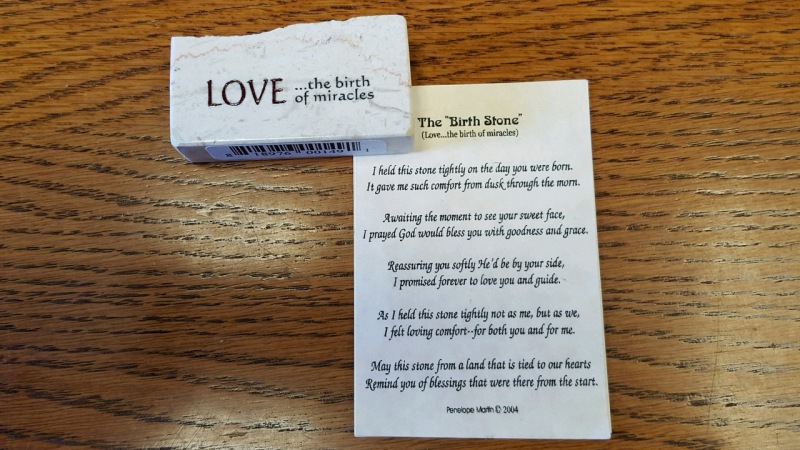 LOVE ...the birth
of miracles
The "Birth Stone"
(Love...the birth of miracles)
I held this stone tightly on the day you were born.
It gave me such comfort from dusk through the morn.
Awaiting the moment to see your sweet face,
I prayed God would bless you with goodness and grace.
Reassuring you softly He'd be by your side,
I promised forever to love you and guide.
As I held this stone tightly not as me, but as we,
I felt loving comfort--for both you and for me.
May this stone from a land that is tied to our hearts
Remind you of blessings that were there from the start.
Penelope Martin © 2004